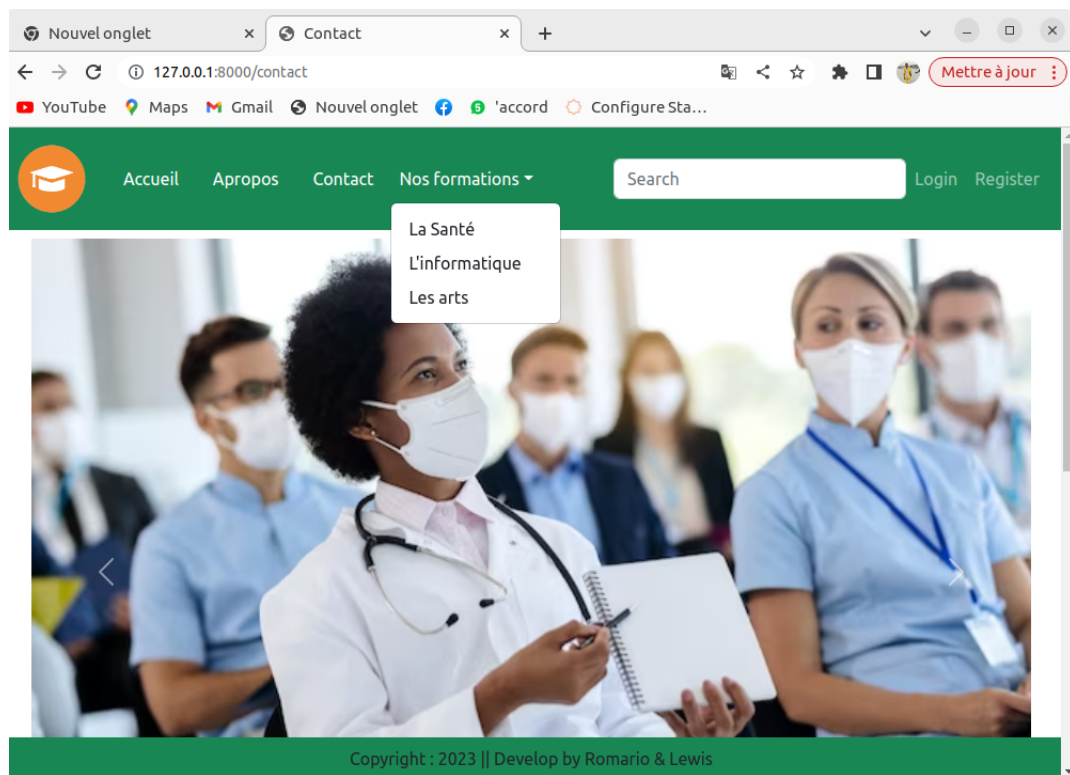 Nouvel onglet Contact
127.0.0.1:8000/contact Mettre à jour
YouTube Maps Gmail Nouvel onglet 'accord Configure Sta...
Accueil Apropos Contact Nos formations Search Login Register
La Santé
L'informatique
Les arts
Copyright : 2023 || Develop by Romario & Lewis